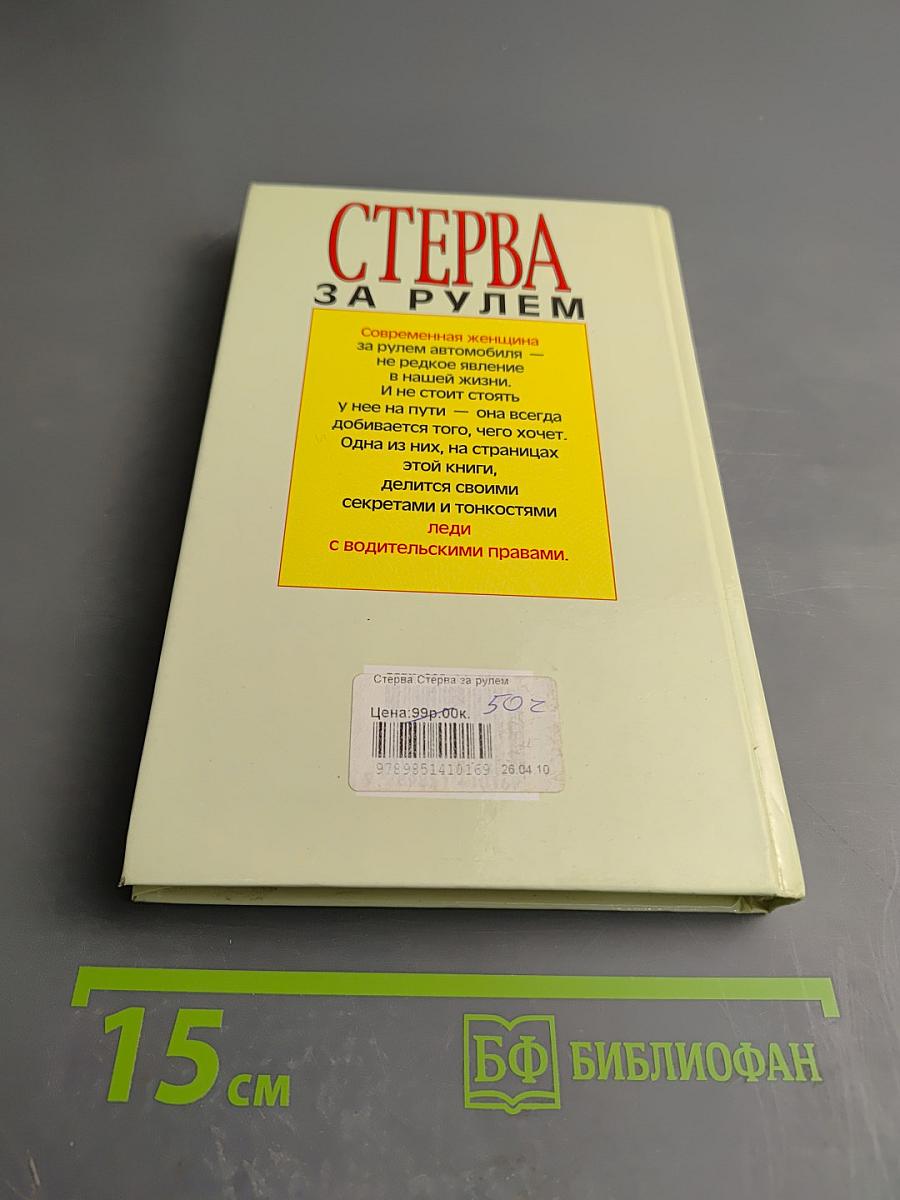 СТЕРВА
ЗА РУЛЕМ
Современная женщина
за рулем автомобиля —
не редкое явление
в нашей жизни.
И не стоит стоять
у нее на пути — она всегда
добивается того, чего хочет.
Одна из них, на страницах
этой книги,
делится своими
секретами и тонкостями
леди
с водительскими правами.
Стерва.Стерва за рулем
Цена:99р.00к. 50
9789851410169 26.04.10
15 см
БФ БИБЛИОФАН